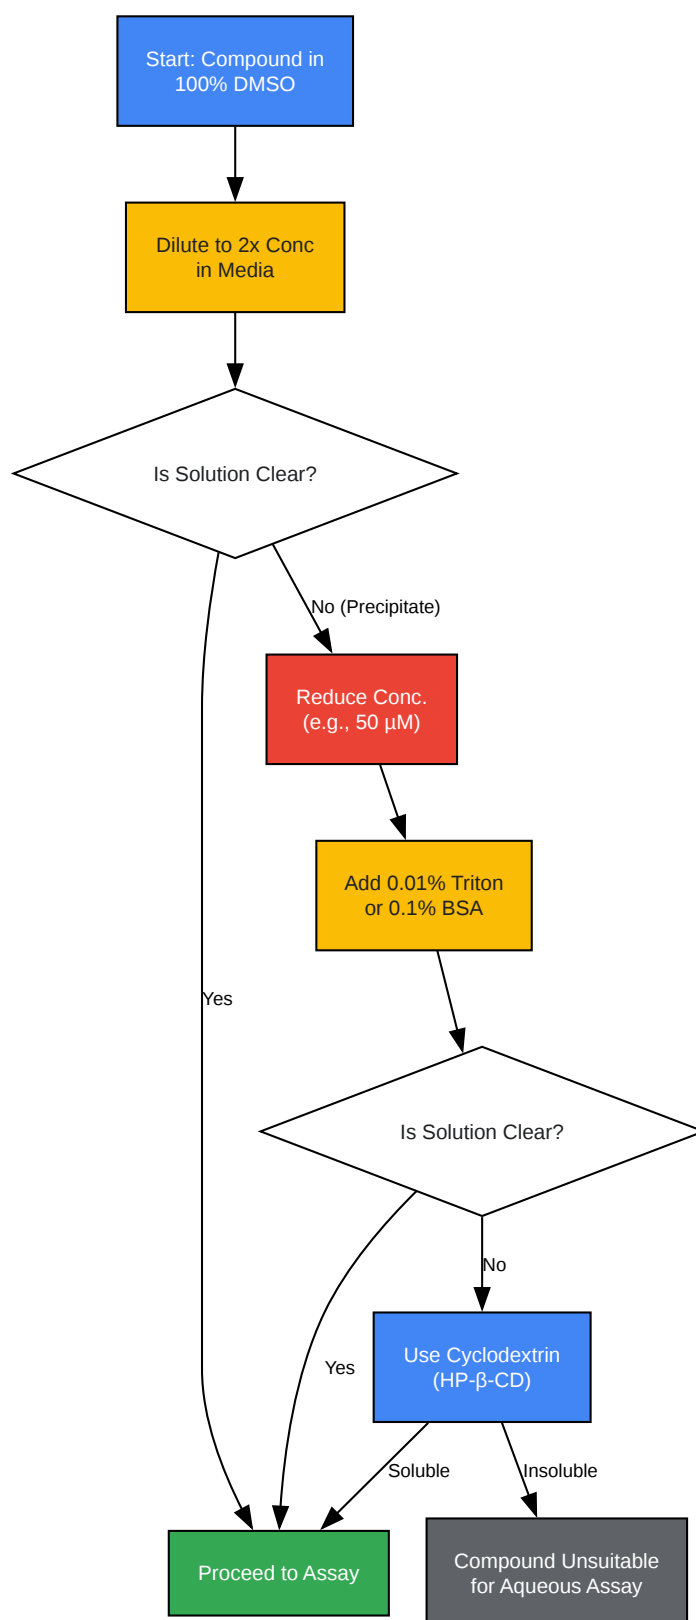 Start: Compound in
100% DMSO
Dilute to 2x Conc
in Media
Is Solution Clear?
No (Precipitate)
Reduce Conc.
(e.g., 50 µM)
Add 0.01% Triton
or 0.1% BSA
Yes
Is Solution Clear?
No
Use Cyclodextrin
(HP-β-CD)
Yes
Soluble
Insoluble
Proceed to Assay
Compound Unsuitable
for Aqueous Assay